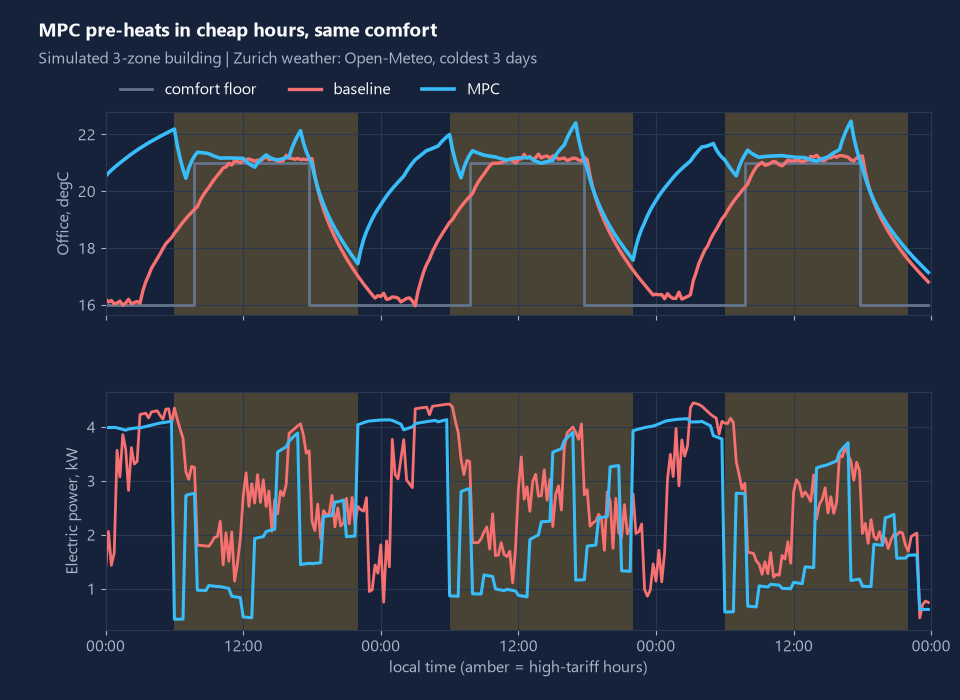 MPC pre-heats in cheap hours, same comfort
Simulated 3-zone building | Zurich weather: Open-Meteo, coldest 3 days
comfort floor baseline MPC
Office, degC
22
20
18
16
Electric power, kW
4
3
2
1
00:00 12:00 00:00 12:00 00:00 12:00 00:00
local time (amber = high-tariff hours)